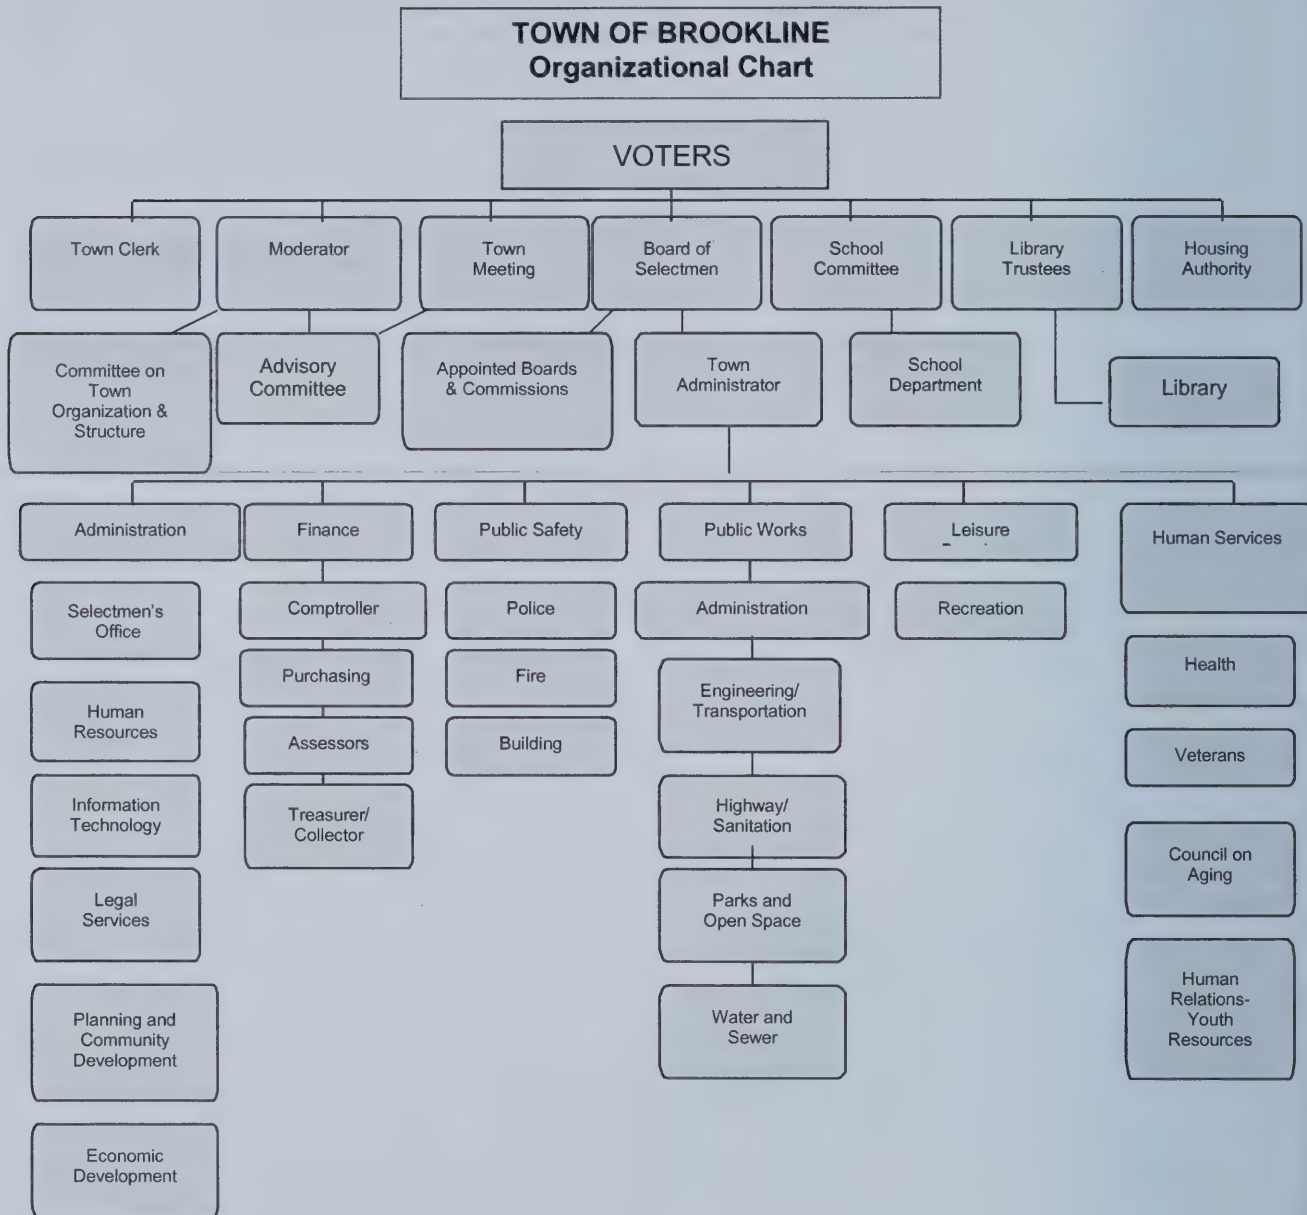 TOWN OF BROOKLINE
Organizational Chart
VOTERS
Town Clerk
Moderator
Town
Meeting
Board of
Selectmen
School
Committee
Library
Trustees
Housing
Authority
Committee on
Town
Organization &
Structure
Advisory
Committee
Appointed Boards
& Commissions
Town
Administrator
School
Department
Library
Administration
Finance
Public Safety
Public Works
Leisure
Human Services
Selectmen's
Office
Human
Resources
Information
Technology
Legal
Services
Planning and
Community
Development
Economic
Development
Comptroller
Purchasing
Assessors
Treasurer/
Collector
Police
Fire
Building
Administration
Engineering/
Transportation
Highway/
Sanitation
Parks and
Open Space
Water and
Sewer
Recreation
Health
Veterans
Council on
Aging
Human
Relations-
Youth
Resources